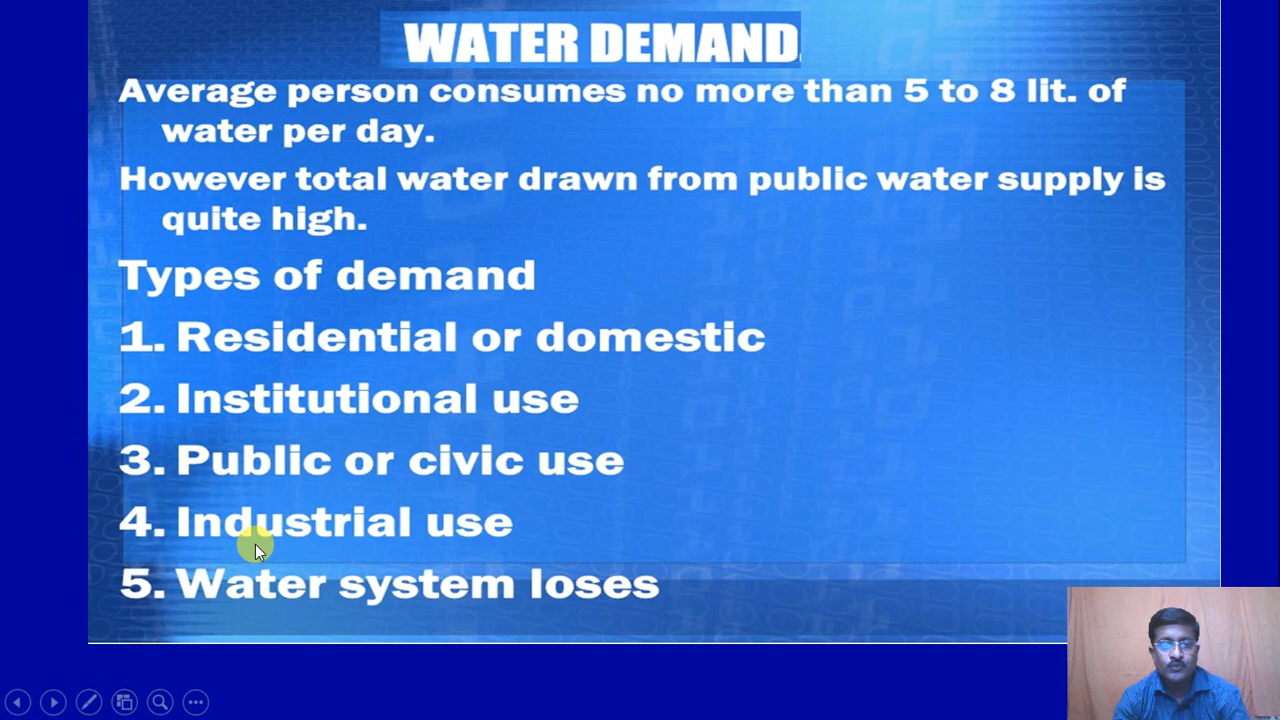 WATER DEMAND.
Average person consumes no more than 5 to 8 lit. of
water per day.
However total water drawn from public water supply is
quite high.
Types of demand
1. Residential or domestic
2. Institutional use
3. Public or civic use
4. Industrial use
5. Water system loses